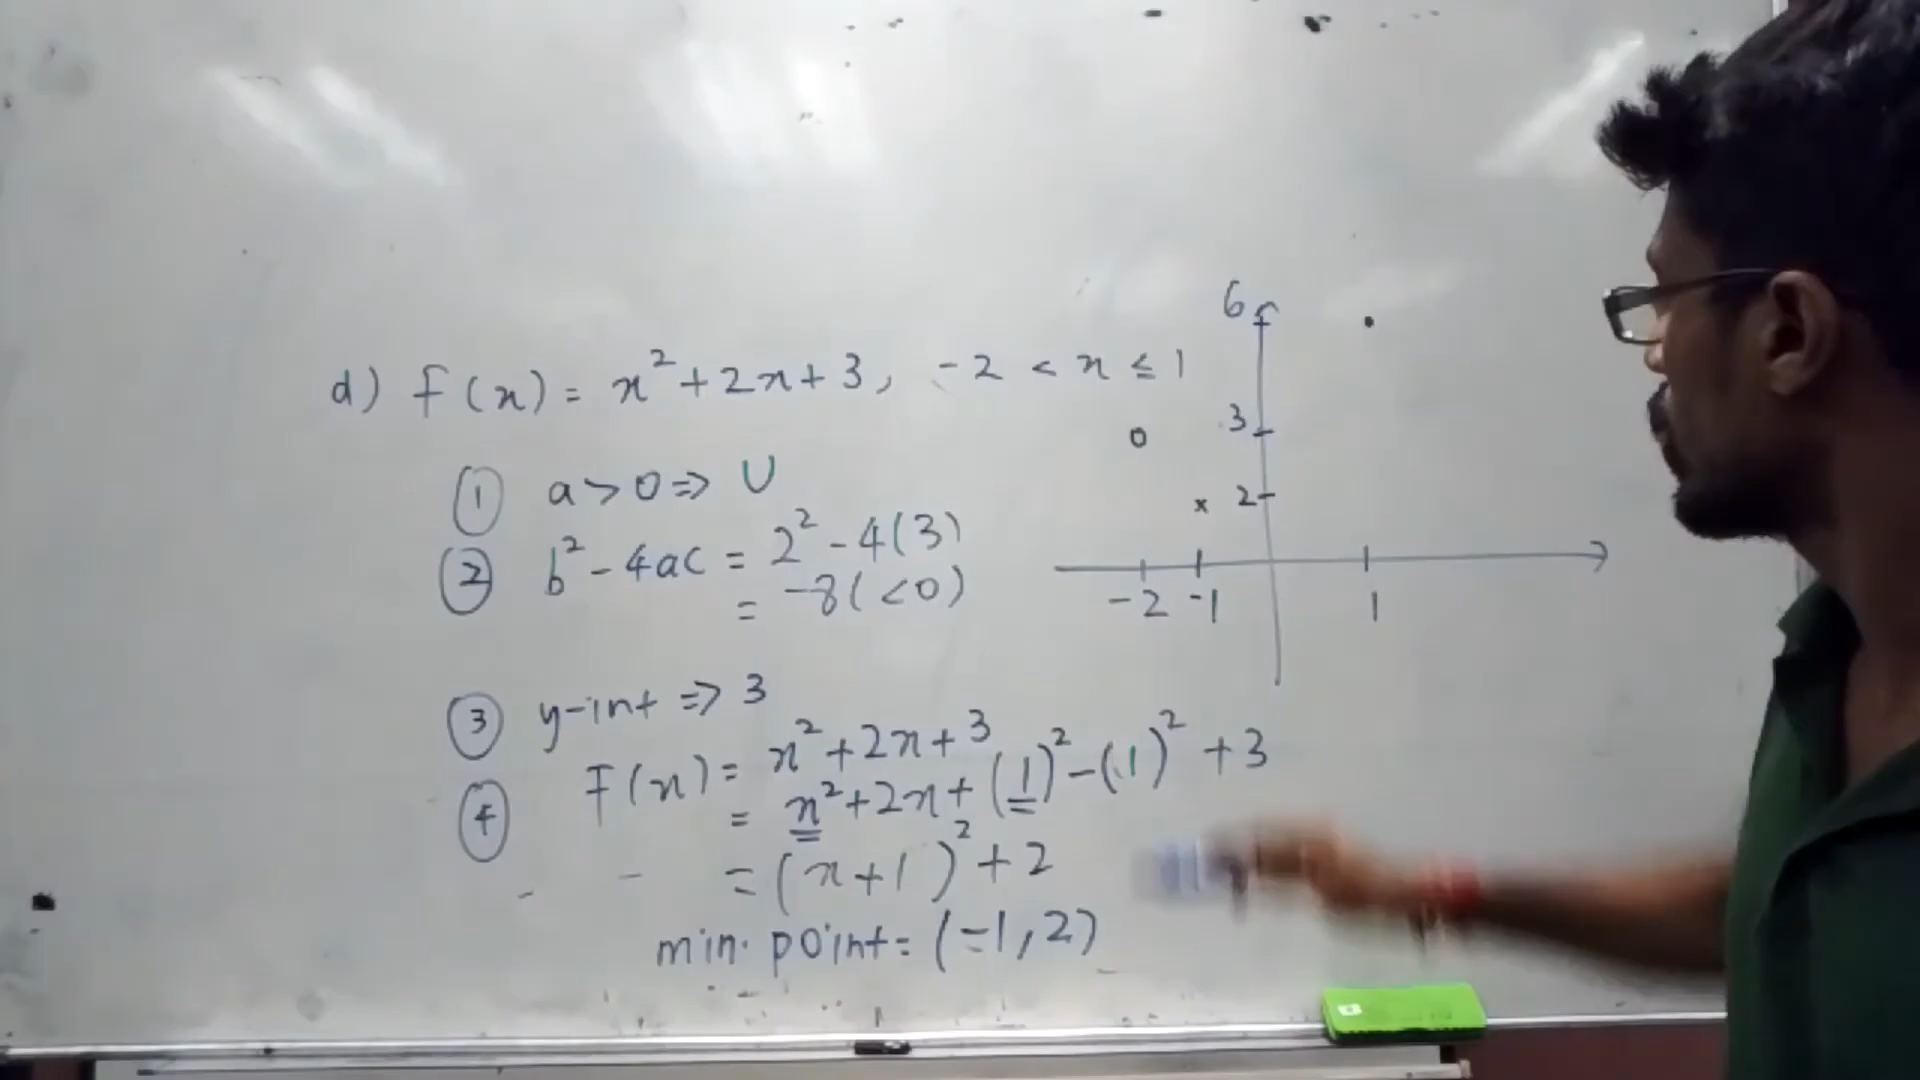 d) f(x) = x² + 2x + 3, -2 < x ≤ 1
① a > 0 => U
② b² - 4ac = 2² - 4(3)
= -8 (<0)
③ y-int => 3
④ F(x) = x² + 2x + 3
= x² + 2x + (1)² - (1)² + 3
= (x+1)² + 2
min. point = (-1, 2)
6
3
2
-2 -1 1